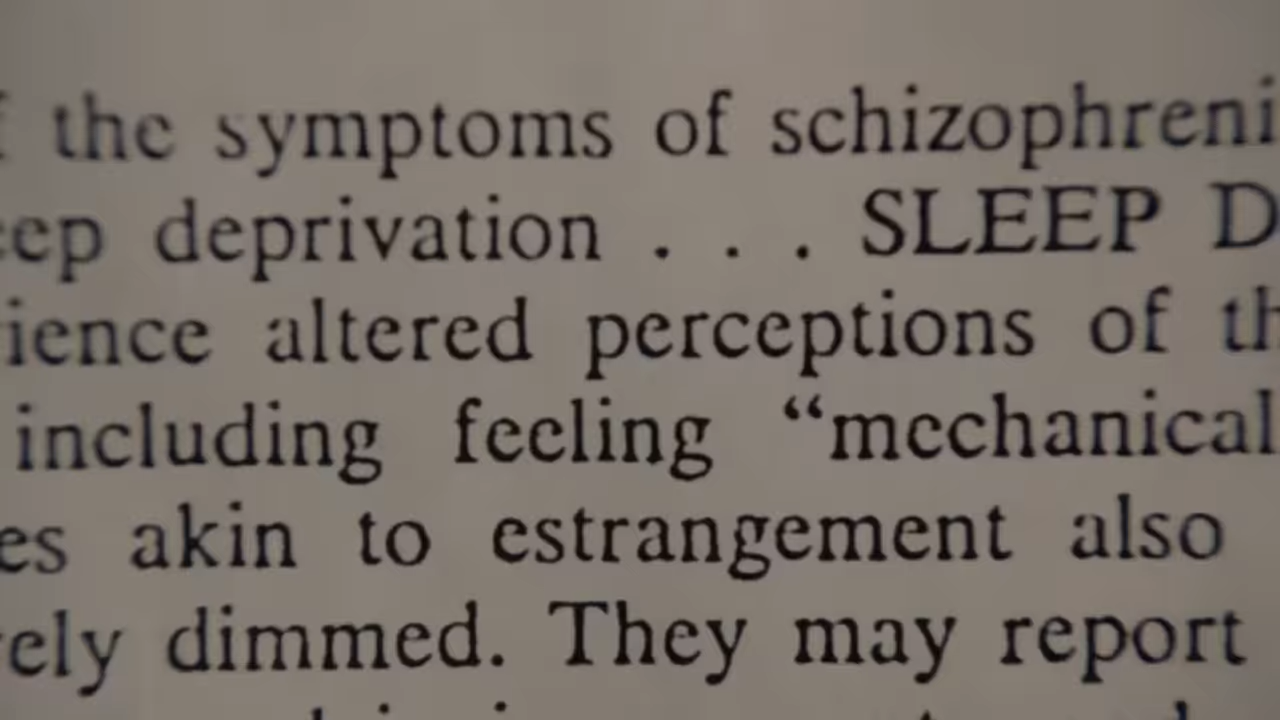 f the symptoms of schizophreni
eep deprivation . . . SLEEP D
ience altered perceptions of th
including feeling “mechanical
es akin to estrangement also
rely dimmed. They may report